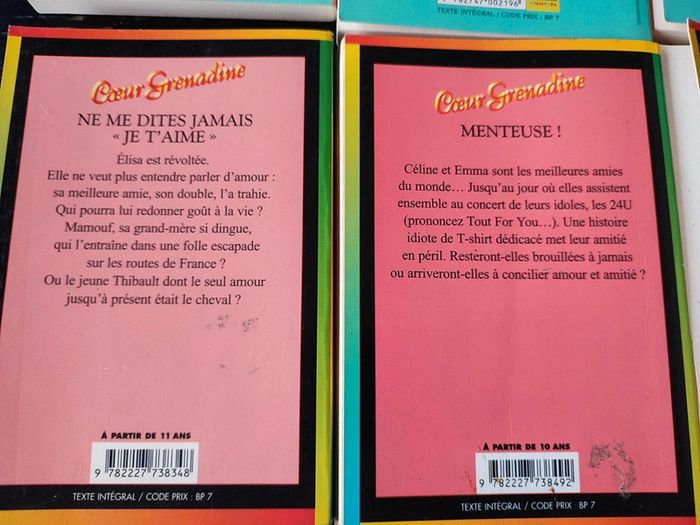 9 782747 002196
TEXTE INTÉGRAL / CODE PRIX : BP 7
Cœur Grenadine
NE ME DITES JAMAIS
« JE T'AIME »
Élisa est révoltée.
Elle ne veut plus entendre parler d'amour :
sa meilleure amie, son double, l'a trahie.
Qui pourra lui redonner goût à la vie ?
Mamouf, sa grand-mère si dingue,
qui l'entraîne dans une folle escapade
sur les routes de France ?
Ou le jeune Thibault dont le seul amour
jusqu'à présent était le cheval ?
À PARTIR DE 11 ANS
9 782227 738348
TEXTE INTÉGRAL / CODE PRIX : BP 7
Cœur Grenadine
MENTEUSE !
Céline et Emma sont les meilleures amies
du monde… Jusqu'au jour où elles assistent
ensemble au concert de leurs idoles, les 24U
(prononcez Tout For You…). Une histoire
idiote de T-shirt dédicacé met leur amitié
en péril. Restéront-elles brouillées à jamais
ou arriveront-elles à concilier amour et amitié ?
À PARTIR DE 10 ANS
9 782227 738492
TEXTE INTÉGRAL / CODE PRIX : BP 7